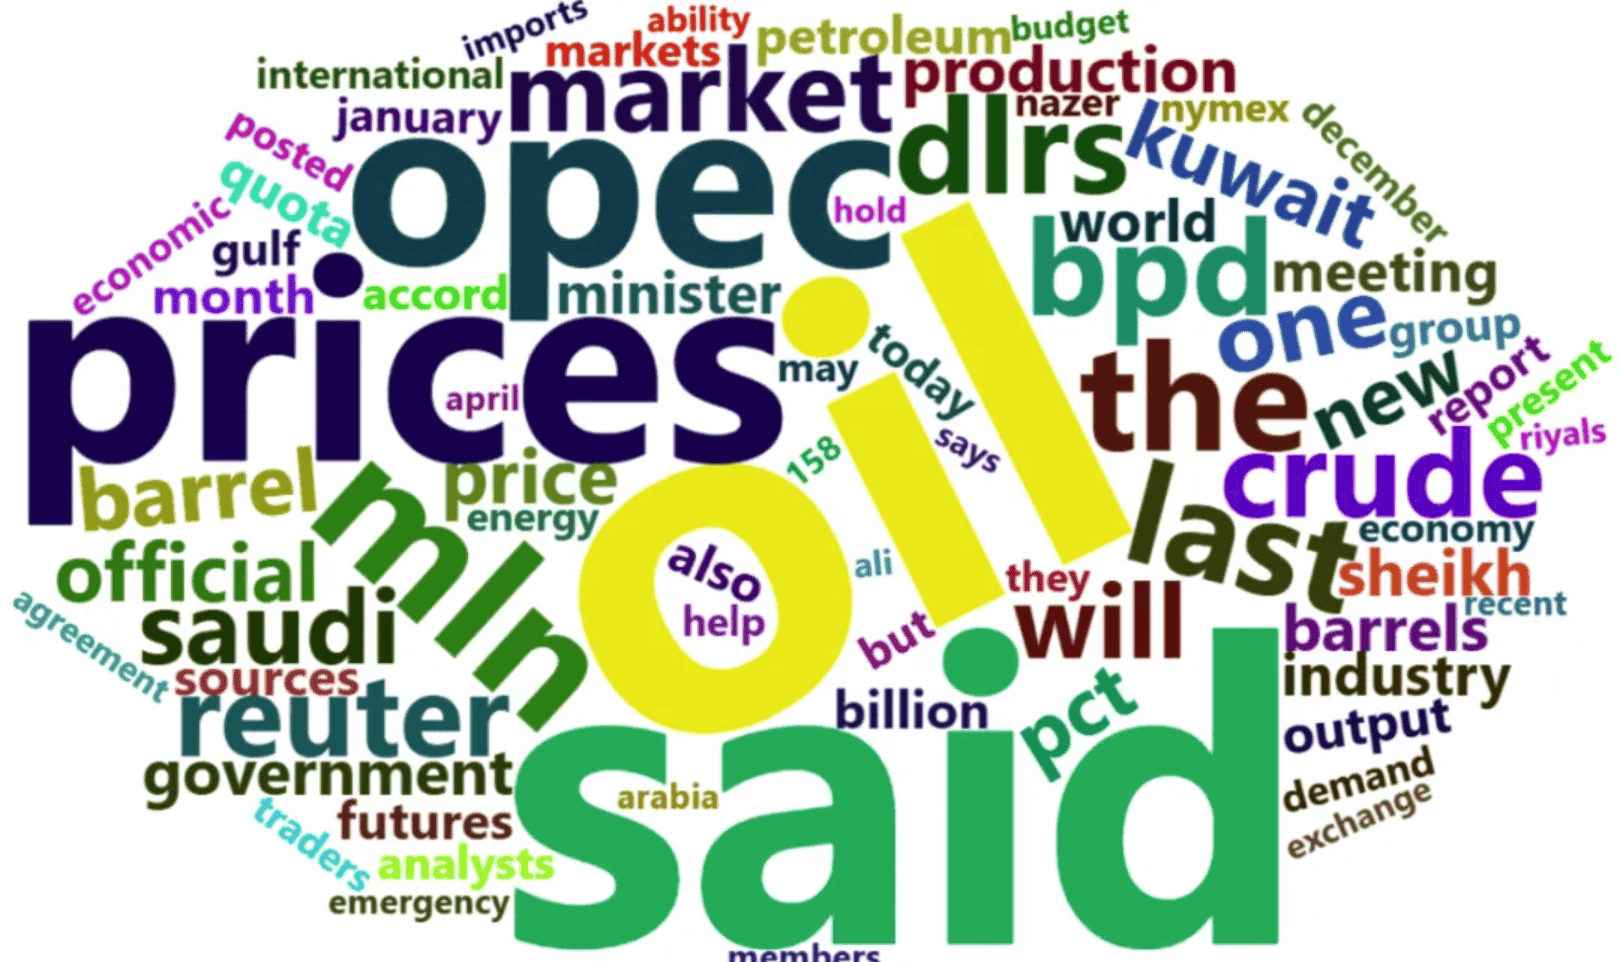 imports
ability
petroleum
budget
markets
international
market
production
january
nazer
nymex
december
posted
dlrs
kuwait
quota
opec
hold
world
economic
gulf
bpd
meeting
month
accord
minister
oil
one
group
prices
may
today
the
new
report
present
april
says
riyals
barrel
price
158
crude
energy
mln
last
economy
official
also
ali
they
sheikh
agreement
saudi
help
but
will
recent
barrels
sources
industry
reuter
billion
pct
output
government
said
arabia
demand
traders
futures
exchange
analysts
emergency
members